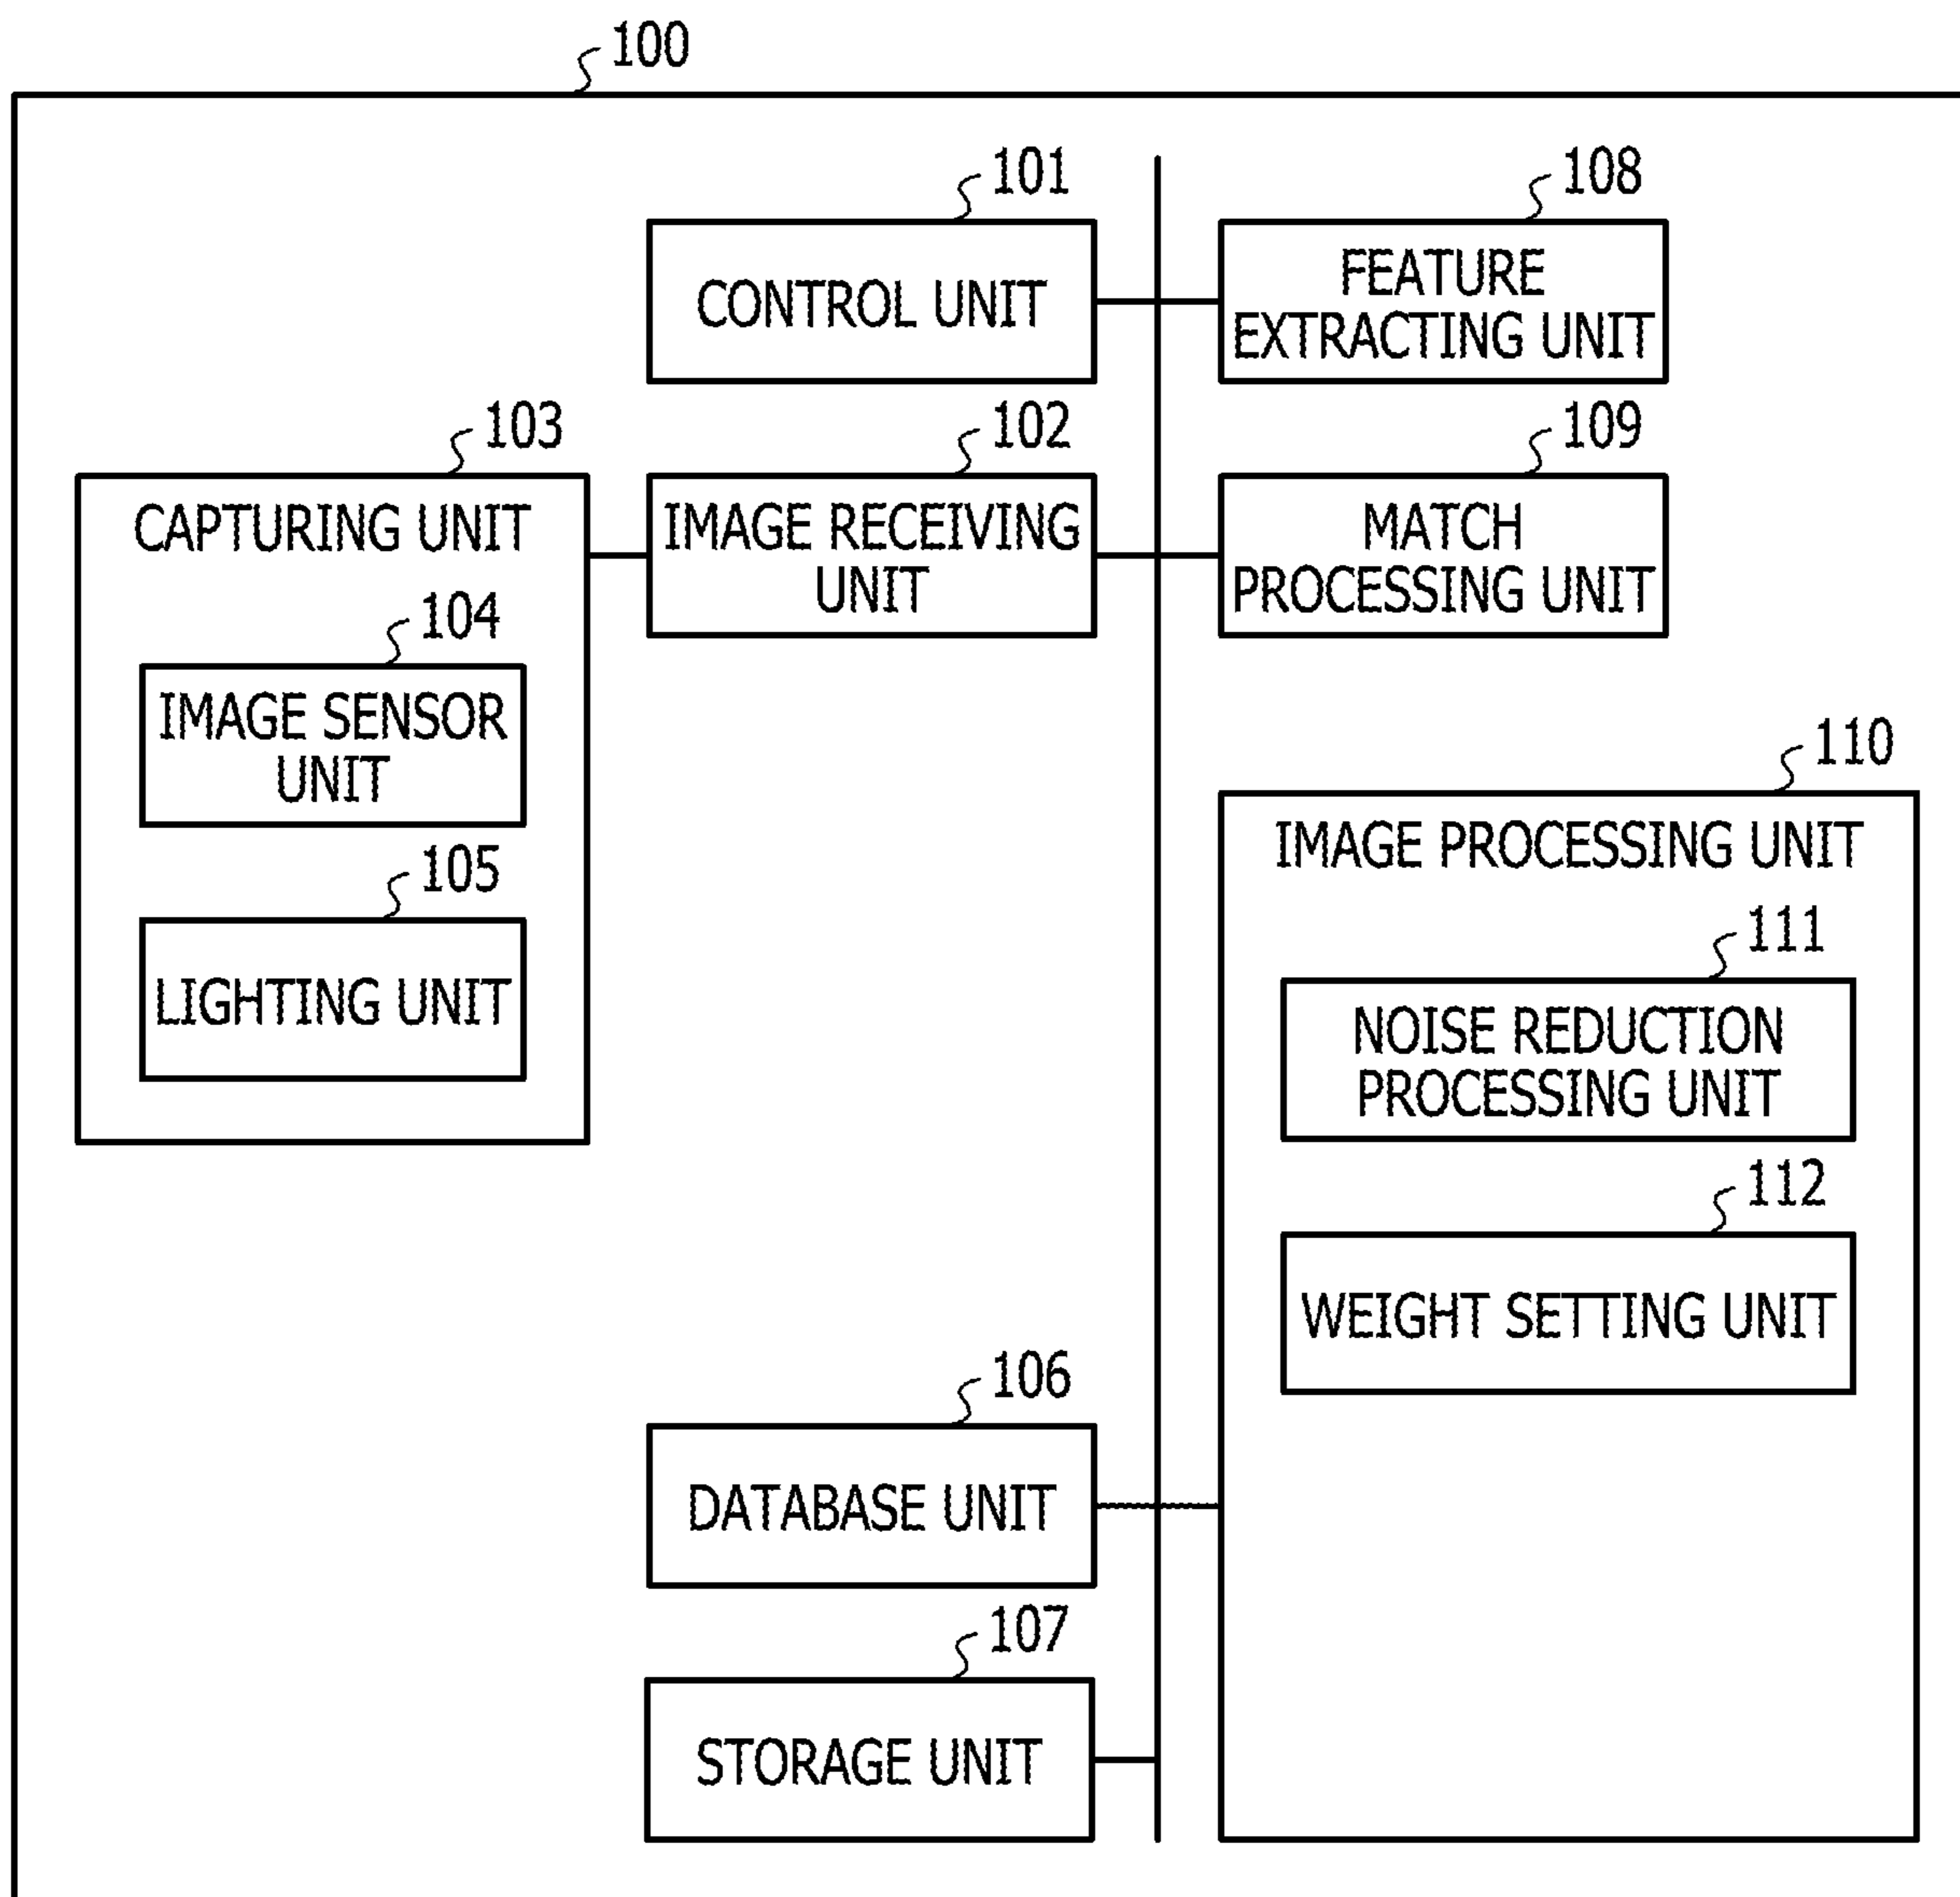 100
101
CONTROL UNIT
108
FEATURE
EXTRACTING UNIT
103
CAPTURING UNIT
102
IMAGE RECEIVING
UNIT
109
MATCH
PROCESSING UNIT
104
IMAGE SENSOR
UNIT
105
LIGHTING UNIT
110
IMAGE PROCESSING UNIT
111
NOISE REDUCTION
PROCESSING UNIT
112
WEIGHT SETTING UNIT
106
DATABASE UNIT
107
STORAGE UNIT